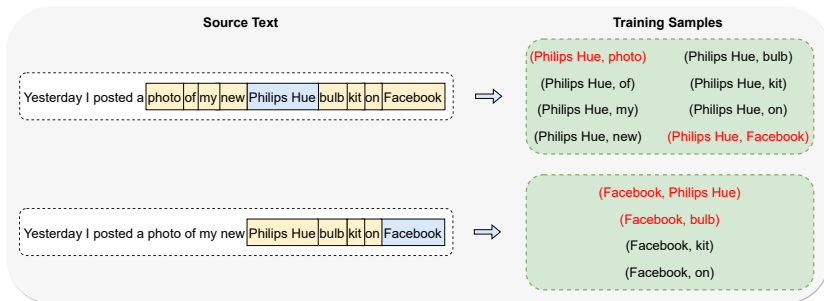 Source Text
Training Samples
Yesterday I posted a photo of my new Philips Hue bulb kit on Facebook
(Philips Hue, photo) (Philips Hue, bulb)
(Philips Hue, of) (Philips Hue, kit)
(Philips Hue, my) (Philips Hue, on)
(Philips Hue, new) (Philips Hue, Facebook)
Yesterday I posted a photo of my new Philips Hue bulb kit on Facebook
(Facebook, Philips Hue)
(Facebook, bulb)
(Facebook, kit)
(Facebook, on)